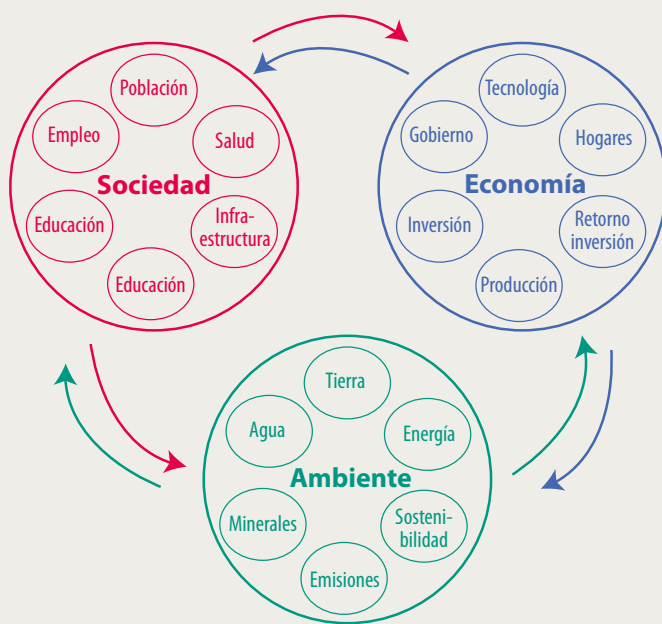 Población
Empleo
Salud
Sociedad
Educación
Infra-
estructura
Educación
Tecnología
Gobierno
Hogares
Economía
Inversión
Retorno
inversión
Producción
Tierra
Agua
Energía
Ambiente
Minerales
Sosteni-
bilidad
Emisiones